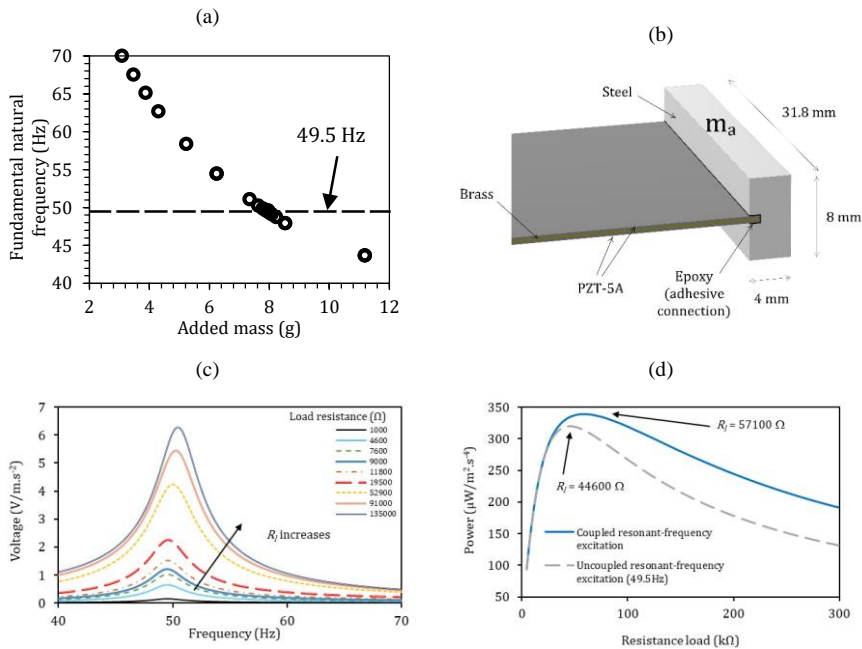 (a)
70
65
60
55
50
45
40
Fundamental natural
frequency (Hz)
49.5 Hz
2 4 6 8 10 12
Added mass (g)
(b)
Steel
mₐ
31.8 mm
8 mm
4 mm
Brass
PZT-5A
Epoxy
(adhesive
connection)
(c)
7
6
5
4
3
2
1
0
Voltage (V/m.s⁻²)
Load resistance (Ω)
1000
4600
7600
9000
11800
19500
52900
91000
135000
Rₗ increases
40 50 60 70
Frequency (Hz)
(d)
350
300
250
200
150
100
50
Power (μW/m².s⁻⁴)
Rₗ = 57100 Ω
Rₗ = 44600 Ω
Coupled resonant-frequency
excitation
Uncoupled resonant-frequency
excitation (49.5Hz)
0 100 200 300
Resistance load (kΩ)